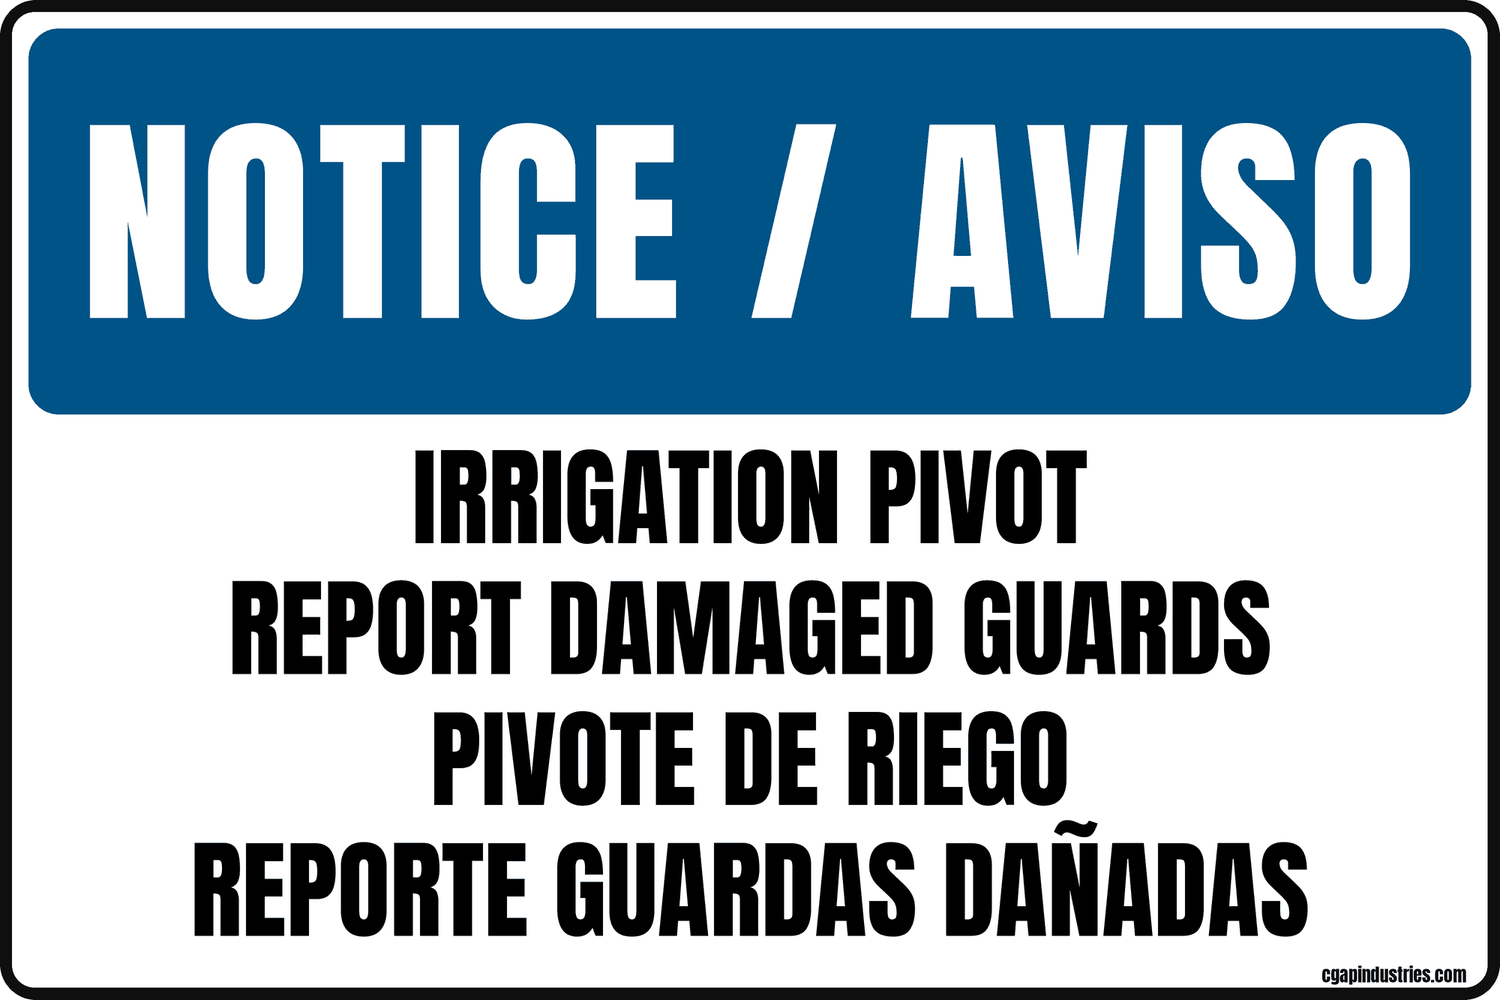 NOTICE / AVISO
IRRIGATION PIVOT
REPORT DAMAGED GUARDS
PIVOTE DE RIEGO
REPORTE GUARDAS DAÑADAS
cgapindustries.com